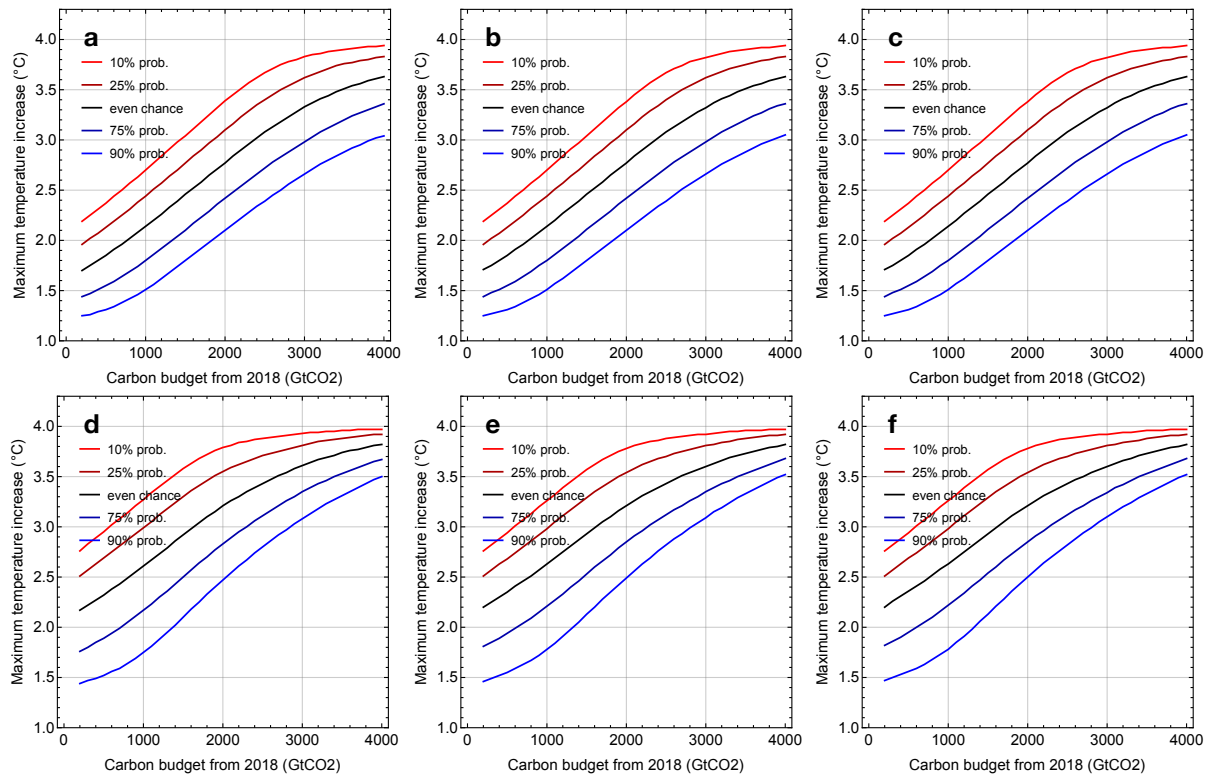 a
Maximum temperature increase (°C)
4.0
3.5
3.0
2.5
2.0
1.5
1.0
10% prob.
25% prob.
even chance
75% prob.
90% prob.
0 1000 2000 3000 4000
Carbon budget from 2018 (GtCO2)
b
Maximum temperature increase (°C)
4.0
3.5
3.0
2.5
2.0
1.5
1.0
10% prob.
25% prob.
even chance
75% prob.
90% prob.
0 1000 2000 3000 4000
Carbon budget from 2018 (GtCO2)
c
Maximum temperature increase (°C)
4.0
3.5
3.0
2.5
2.0
1.5
1.0
10% prob.
25% prob.
even chance
75% prob.
90% prob.
0 1000 2000 3000 4000
Carbon budget from 2018 (GtCO2)
d
Maximum temperature increase (°C)
4.0
3.5
3.0
2.5
2.0
1.5
1.0
10% prob.
25% prob.
even chance
75% prob.
90% prob.
0 1000 2000 3000 4000
Carbon budget from 2018 (GtCO2)
e
Maximum temperature increase (°C)
4.0
3.5
3.0
2.5
2.0
1.5
1.0
10% prob.
25% prob.
even chance
75% prob.
90% prob.
0 1000 2000 3000 4000
Carbon budget from 2018 (GtCO2)
f
Maximum temperature increase (°C)
4.0
3.5
3.0
2.5
2.0
1.5
1.0
10% prob.
25% prob.
even chance
75% prob.
90% prob.
0 1000 2000 3000 4000
Carbon budget from 2018 (GtCO2)